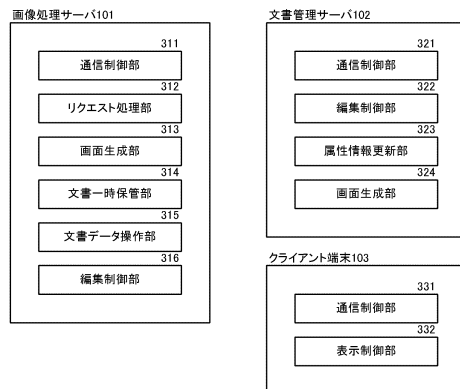 画像処理サーバ101
311
通信制御部
312
リクエスト処理部
313
画面生成部
314
文書一時保管部
315
文書データ操作部
316
編集制御部
文書管理サーバ102
321
通信制御部
322
編集制御部
323
属性情報更新部
324
画面生成部
クライアント端末103
331
通信制御部
332
表示制御部